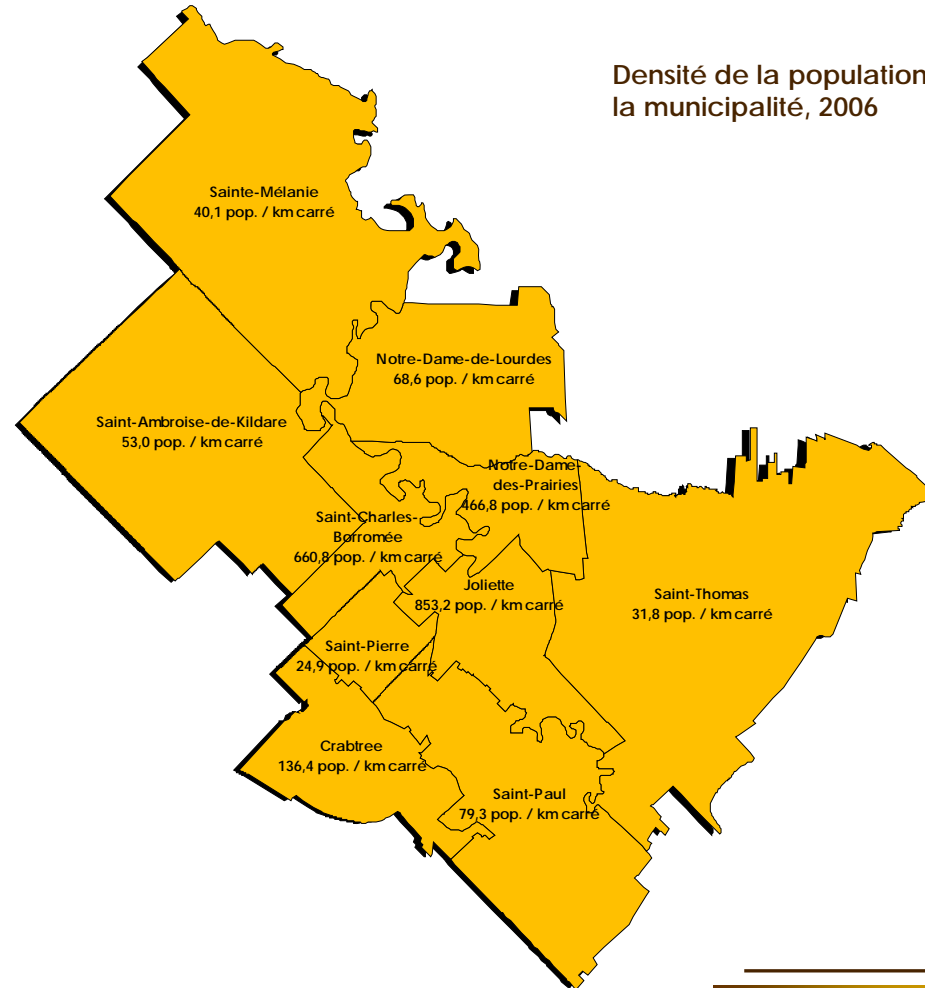 Densité de la population
la municipalité, 2006
Sainte-Mélanie
40,1 pop. / km carré
Notre-Dame-de-Lourdes
68,6 pop. / km carré
Saint-Ambroise-de-Kildare
53,0 pop. / km carré
Notre-Dame-
des-Prairies
466,8 pop. / km carré
Saint-Charles-
Borromée
660,8 pop. / km carré
Joliette
853,2 pop. / km carré
Saint-Thomas
31,8 pop. / km carré
Saint-Pierre
24,9 pop. / km carré
Crabtree
136,4 pop. / km carré
Saint-Paul
79,3 pop. / km carré